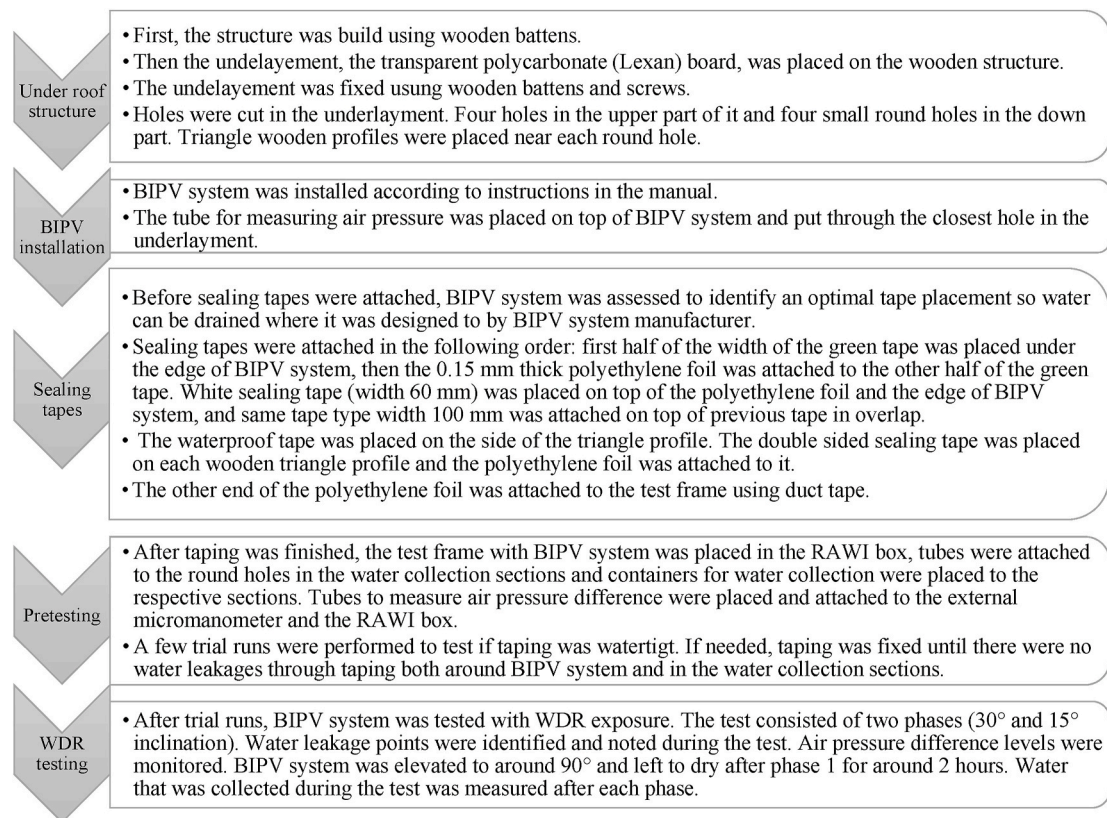 Under roof
structure
• First, the structure was build using wooden battens.
• Then the undelayement, the transparent polycarbonate (Lexan) board, was placed on the wooden structure.
• The undelayement was fixed usung wooden battens and screws.
• Holes were cut in the underlayment. Four holes in the upper part of it and four small round holes in the down
part. Triangle wooden profiles were placed near each round hole.
BIPV
installation
• BIPV system was installed according to instructions in the manual.
• The tube for measuring air pressure was placed on top of BIPV system and put through the closest hole in the
underlayment.
Sealing
tapes
• Before sealing tapes were attached, BIPV system was assessed to identify an optimal tape placement so water
can be drained where it was designed to by BIPV system manufacturer.
• Sealing tapes were attached in the following order: first half of the width of the green tape was placed under
the edge of BIPV system, then the 0.15 mm thick polyethylene foil was attached to the other half of the green
tape. White sealing tape (width 60 mm) was placed on top of the polyethylene foil and the edge of BIPV
system, and same tape type width 100 mm was attached on top of previous tape in overlap.
• The waterproof tape was placed on the side of the triangle profile. The double sided sealing tape was placed
on each wooden triangle profile and the polyethylene foil was attached to it.
• The other end of the polyethylene foil was attached to the test frame using duct tape.
Pretesting
• After taping was finished, the test frame with BIPV system was placed in the RAWI box, tubes were attached
to the round holes in the water collection sections and containers for water collection were placed to the
respective sections. Tubes to measure air pressure difference were placed and attached to the external
micromanometer and the RAWI box.
• A few trial runs were performed to test if taping was watertigt. If needed, taping was fixed until there were no
water leakages through taping both around BIPV system and in the water collection sections.
WDR
testing
• After trial runs, BIPV system was tested with WDR exposure. The test consisted of two phases (30° and 15°
inclination). Water leakage points were identified and noted during the test. Air pressure difference levels were
monitored. BIPV system was elevated to around 90° and left to dry after phase 1 for around 2 hours. Water
that was collected during the test was measured after each phase.